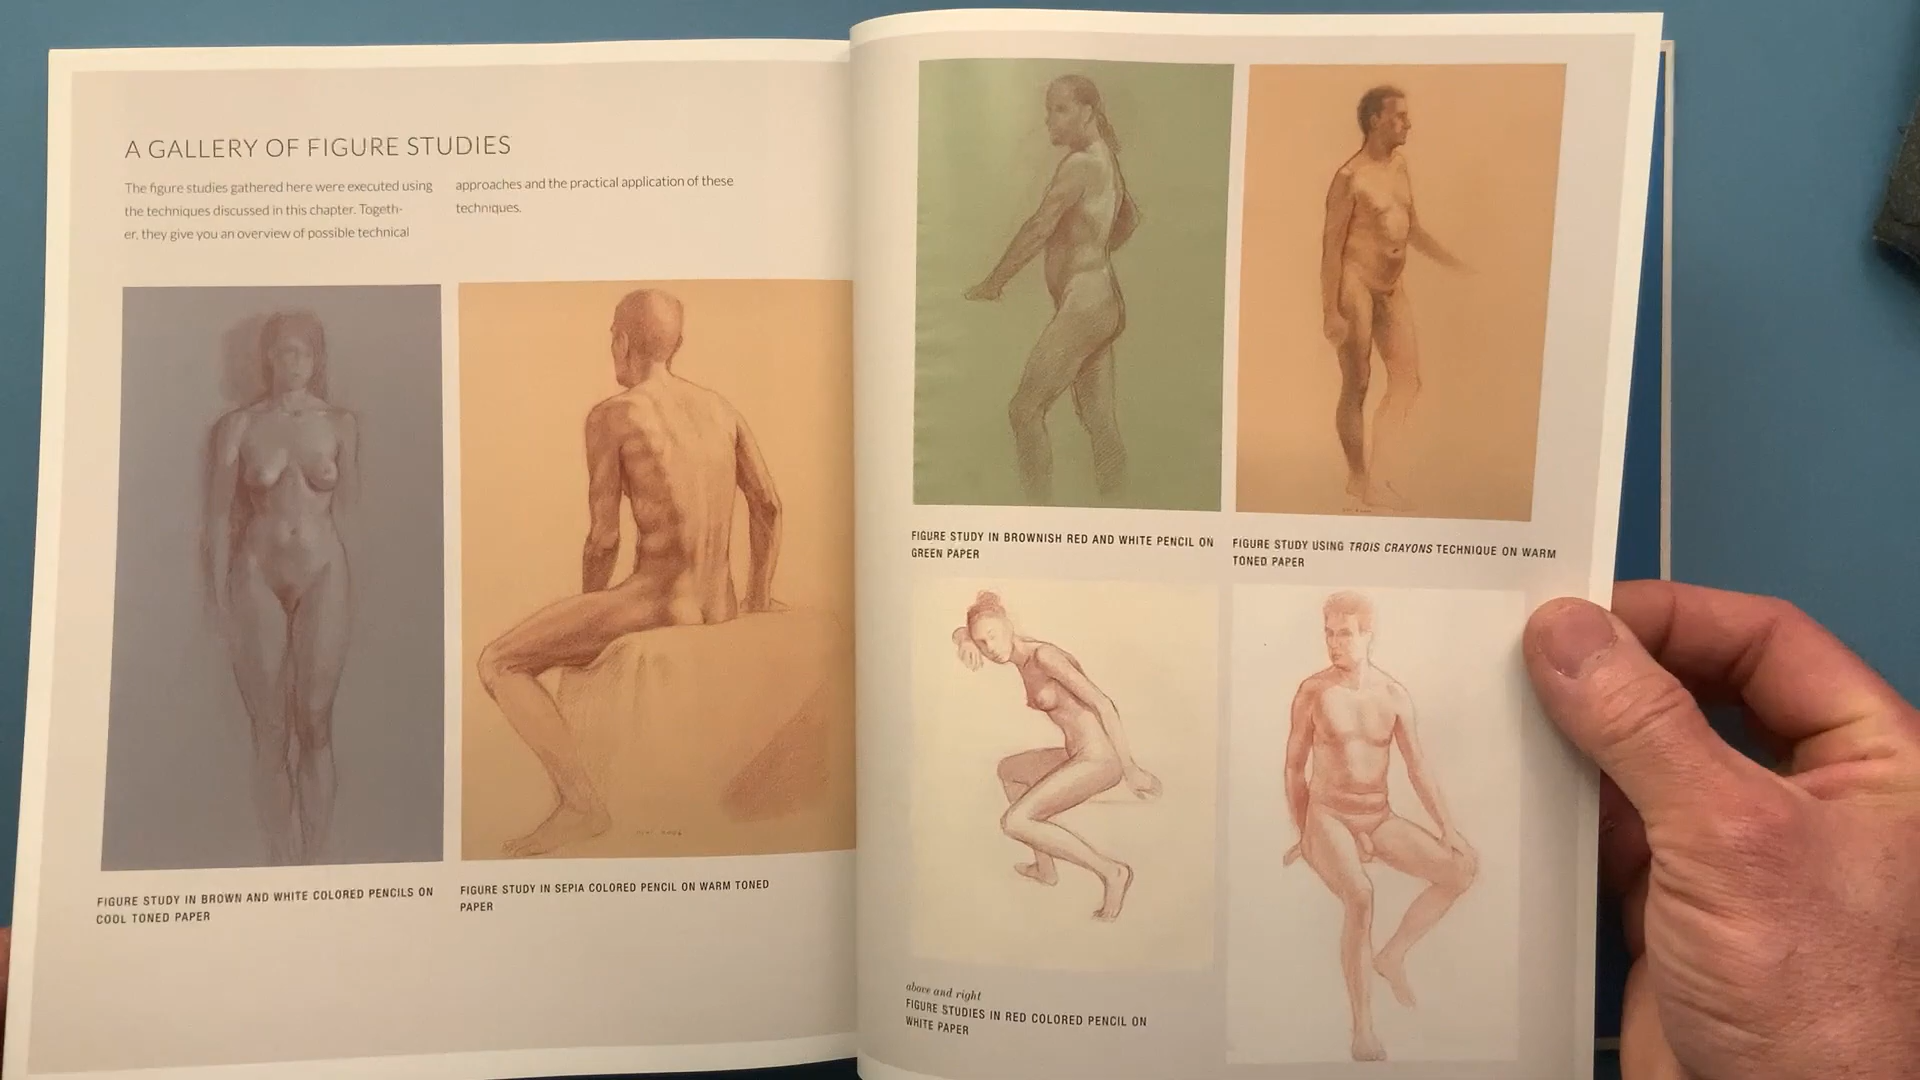 A GALLERY OF FIGURE STUDIES
The figure studies gathered here were executed using
the techniques discussed in this chapter. Togeth-
er, they give you an overview of possible technical
approaches and the practical application of these
techniques.
FIGURE STUDY IN BROWN AND WHITE COLORED PENCILS ON
COOL TONED PAPER
FIGURE STUDY IN SEPIA COLORED PENCIL ON WARM TONED
PAPER
FIGURE STUDY IN BROWNISH RED AND WHITE PENCIL ON
GREEN PAPER
FIGURE STUDY USING TROIS CRAYONS TECHNIQUE ON WARM
TONED PAPER
above and right
FIGURE STUDIES IN RED COLORED PENCIL ON
WHITE PAPER